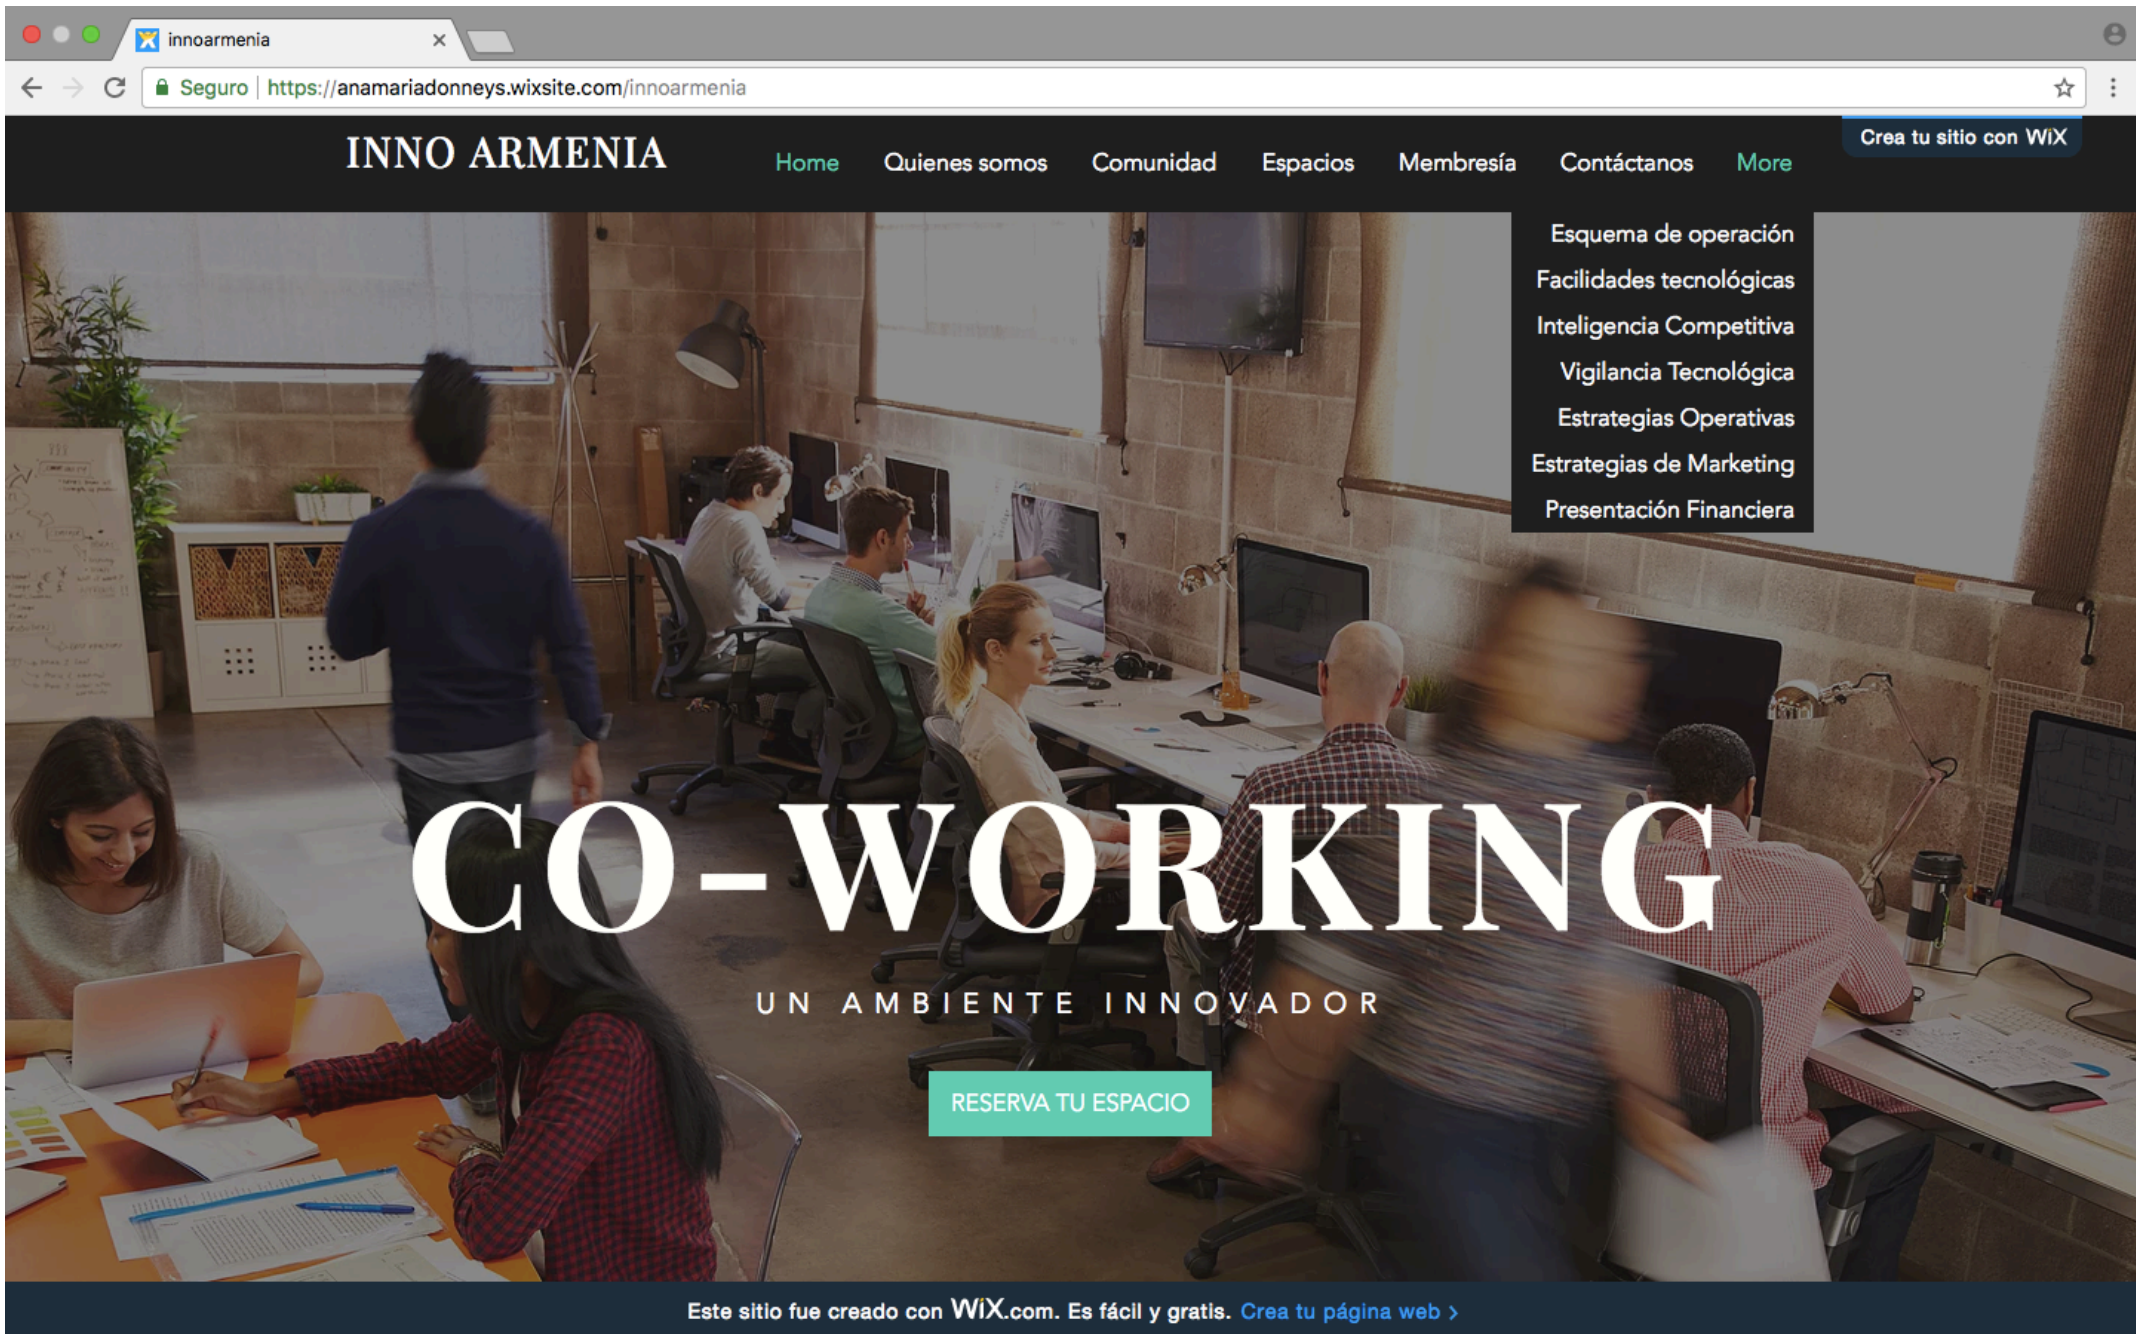 innoarmenia
Seguro | https://anamariadonneys.wixsite.com/innoarmenia
INNO ARMENIA
Home Quienes somos Comunidad Espacios Membresía Contáctanos More
Crea tu sitio con WiX
Esquema de operación
Facilidades tecnológicas
Inteligencia Competitiva
Vigilancia Tecnológica
Estrategias Operativas
Estrategias de Marketing
Presentación Financiera
CO-WORKING
UN AMBIENTE INNOVADOR
RESERVA TU ESPACIO
Este sitio fue creado con WiX.com. Es fácil y gratis. Crea tu página web >